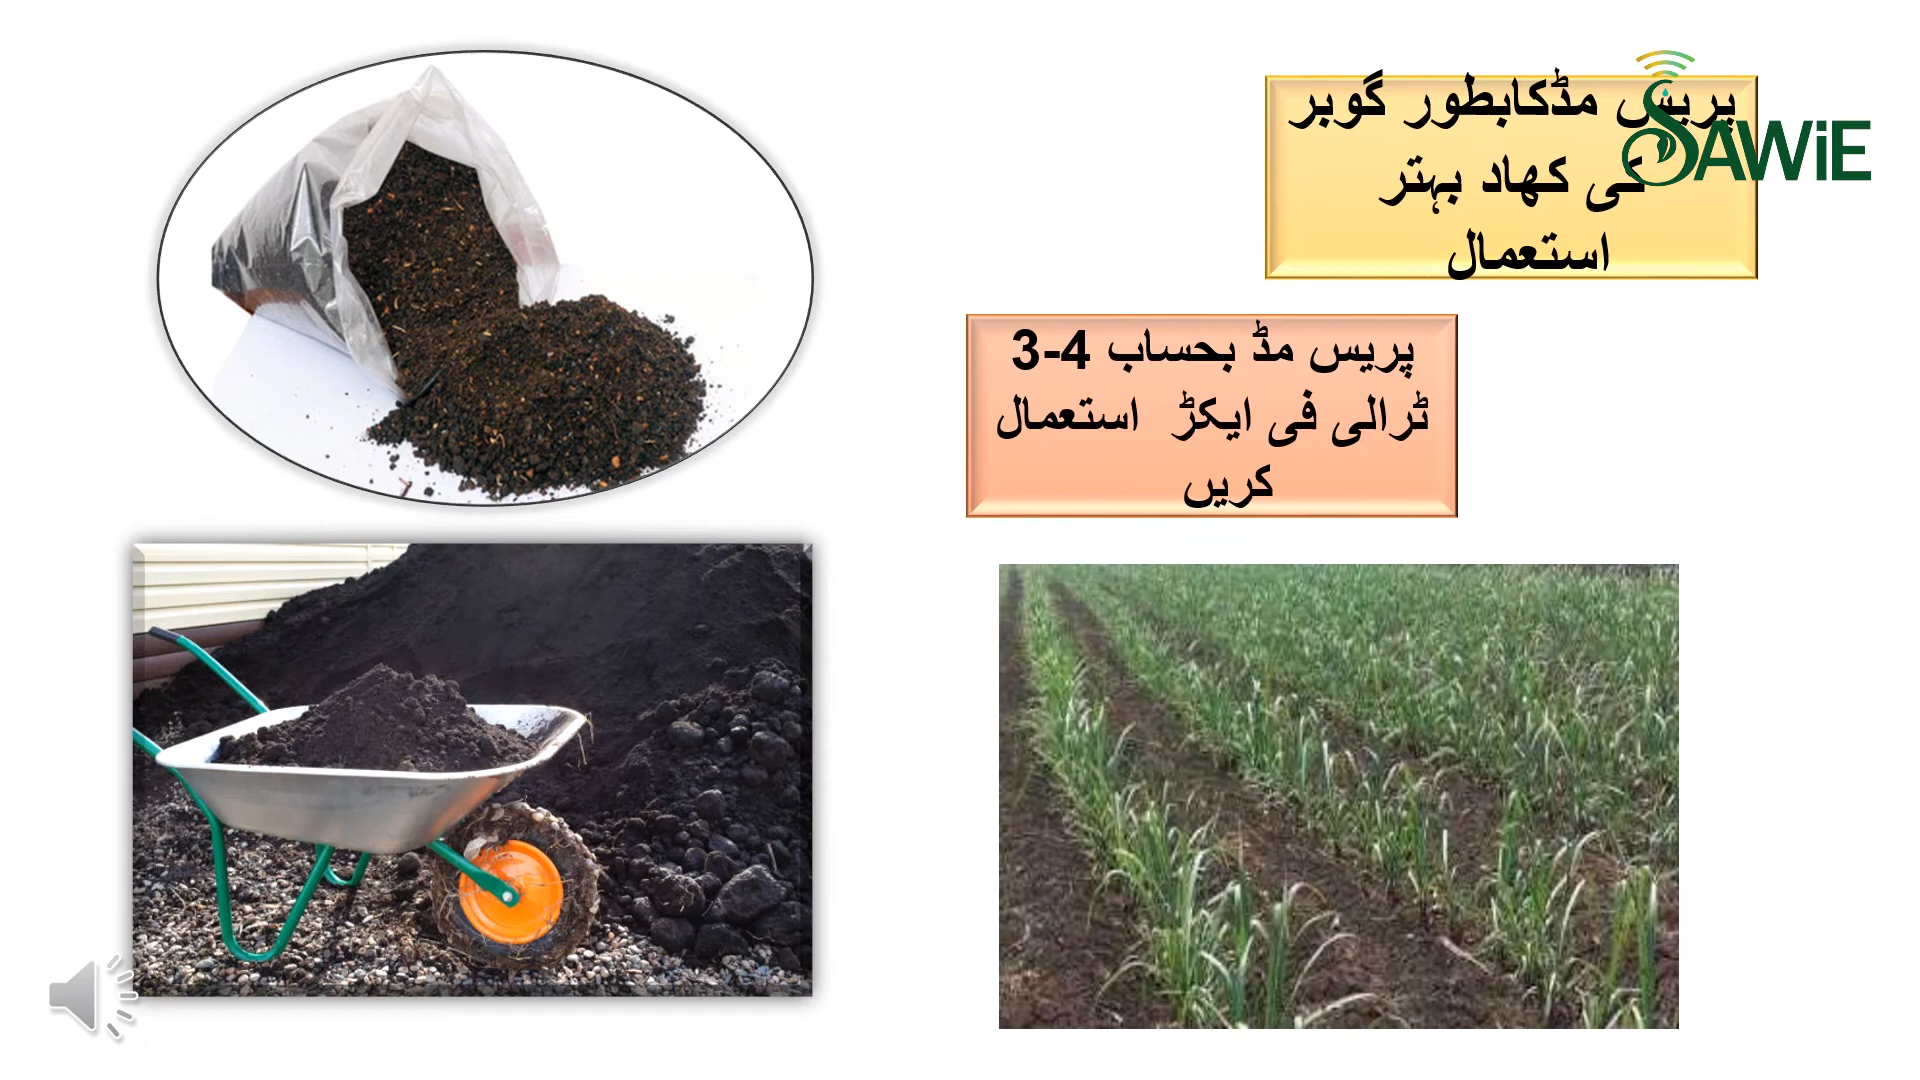 پریس مڈکابطور گوبر
کی کھاد بہتر
استعمال
SAWiE
پریس مڈ بحساب 4-3
ٹرالی فی ایکڑ استعمال
کریں